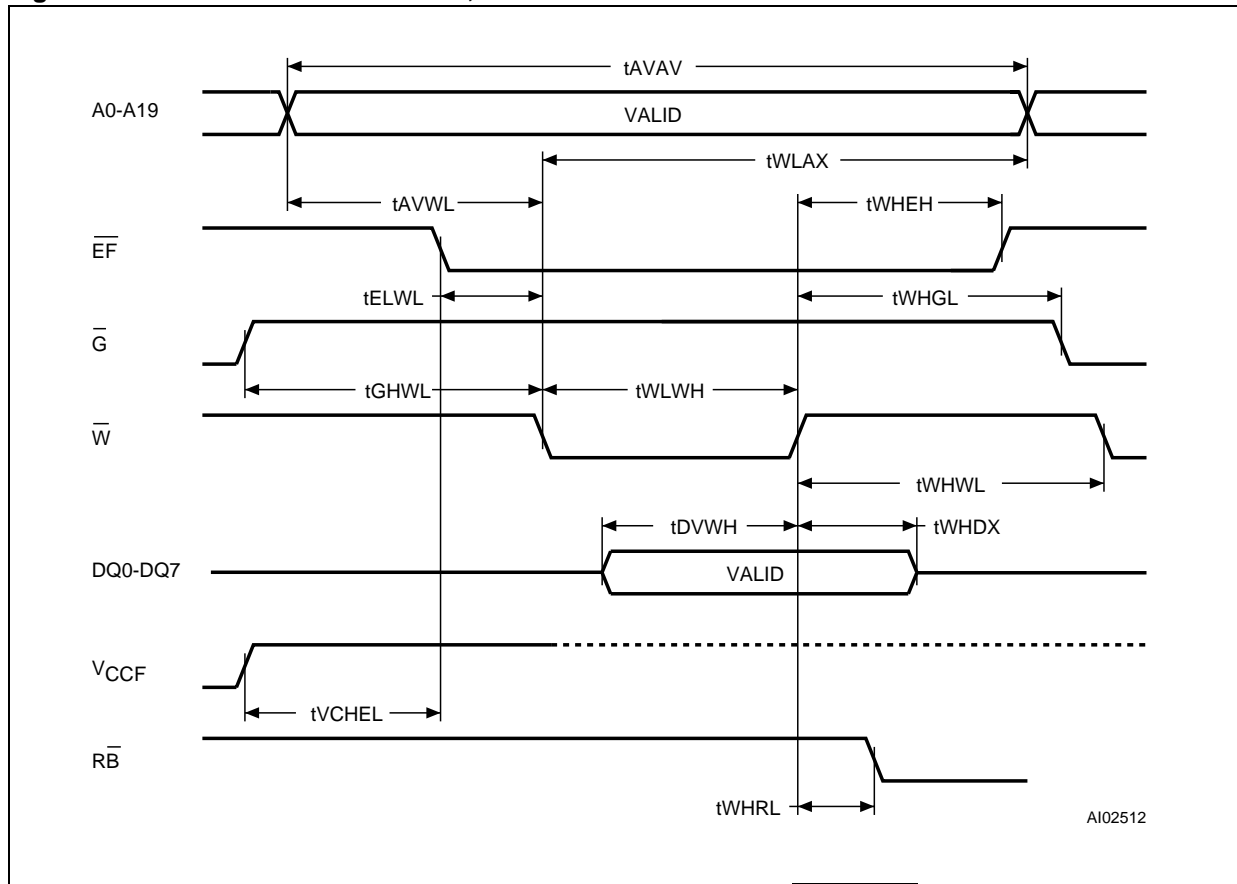 tAVAV
A0-A19
VALID
tWLAX
tAVWL
tWHEH
E̅F̅
tELWL
tWHGL
G̅
tGHWL
tWLWH
W̅
tWHWL
tDVWH
tWHDX
DQ0-DQ7
VALID
VCCF
tVCHEL
RB̅
tWHRL
AI02512